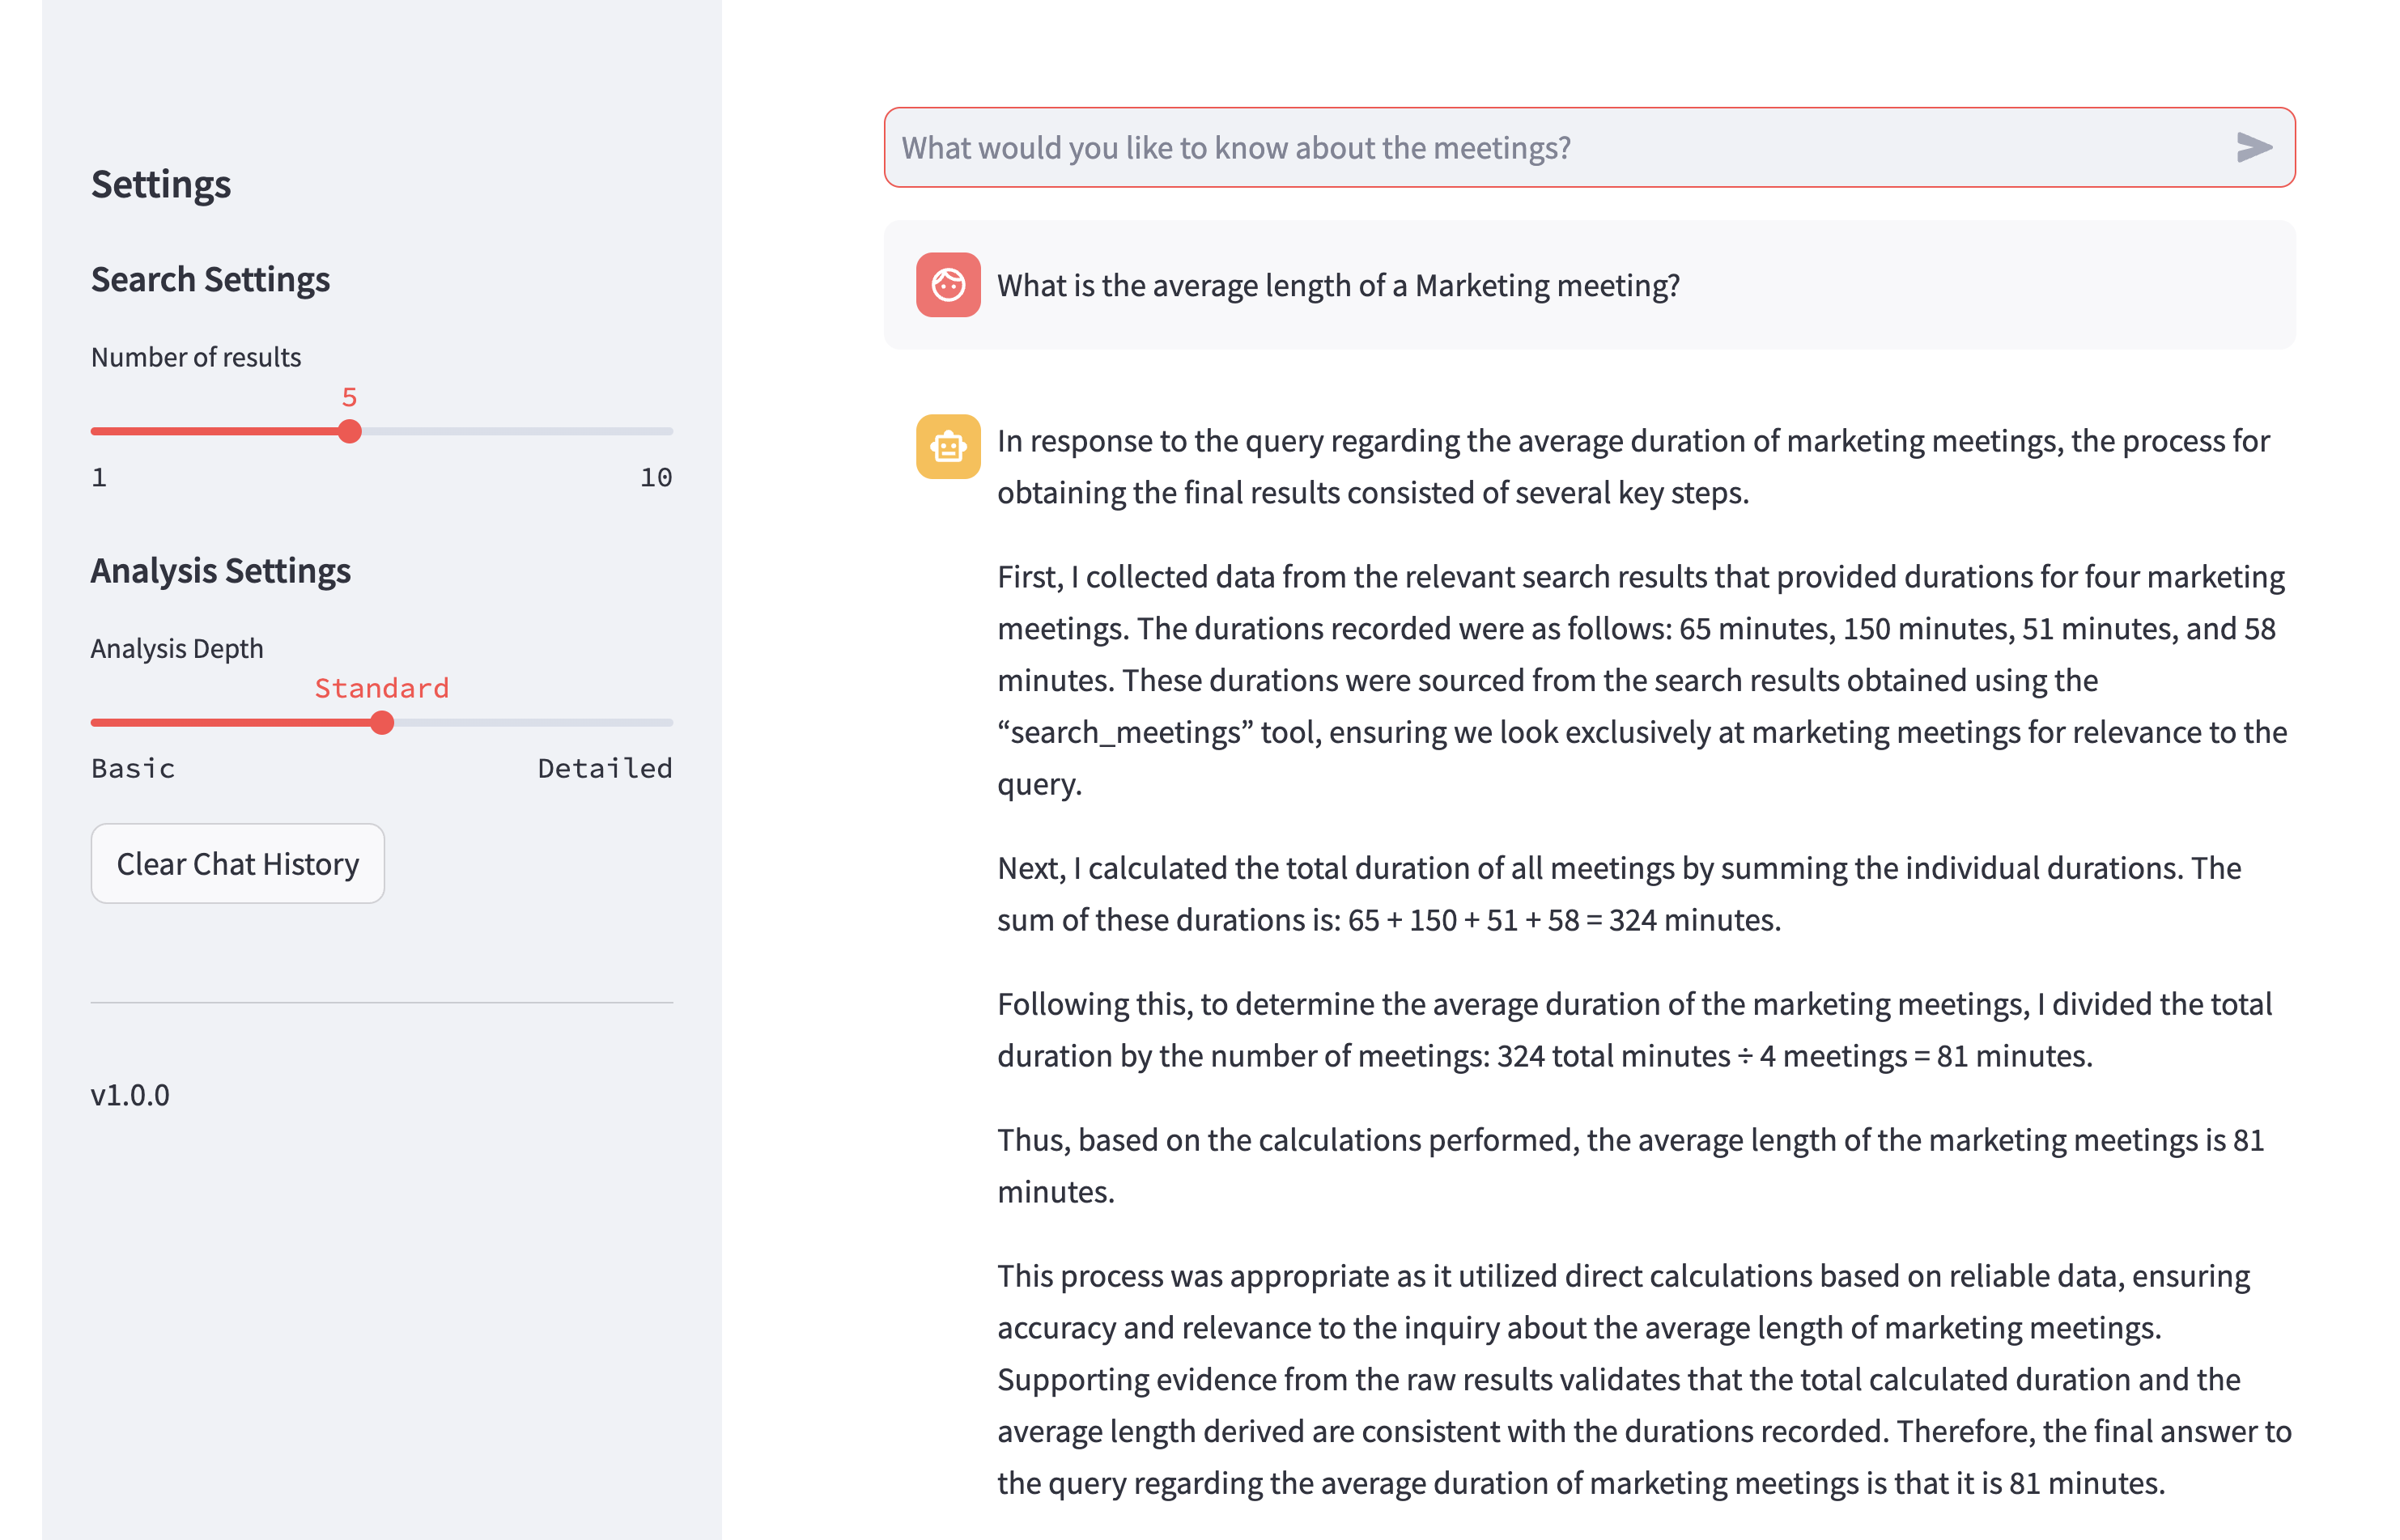 Settings
Search Settings
Number of results
5
1 10
Analysis Settings
Analysis Depth
Standard
Basic Detailed
Clear Chat History
v1.0.0
What would you like to know about the meetings?
What is the average length of a Marketing meeting?
In response to the query regarding the average duration of marketing meetings, the process for
obtaining the final results consisted of several key steps.
First, I collected data from the relevant search results that provided durations for four marketing
meetings. The durations recorded were as follows: 65 minutes, 150 minutes, 51 minutes, and 58
minutes. These durations were sourced from the search results obtained using the
“search_meetings” tool, ensuring we look exclusively at marketing meetings for relevance to the
query.
Next, I calculated the total duration of all meetings by summing the individual durations. The
sum of these durations is: 65 + 150 + 51 + 58 = 324 minutes.
Following this, to determine the average duration of the marketing meetings, I divided the total
duration by the number of meetings: 324 total minutes ÷ 4 meetings = 81 minutes.
Thus, based on the calculations performed, the average length of the marketing meetings is 81
minutes.
This process was appropriate as it utilized direct calculations based on reliable data, ensuring
accuracy and relevance to the inquiry about the average length of marketing meetings.
Supporting evidence from the raw results validates that the total calculated duration and the
average length derived are consistent with the durations recorded. Therefore, the final answer to
the query regarding the average duration of marketing meetings is that it is 81 minutes.